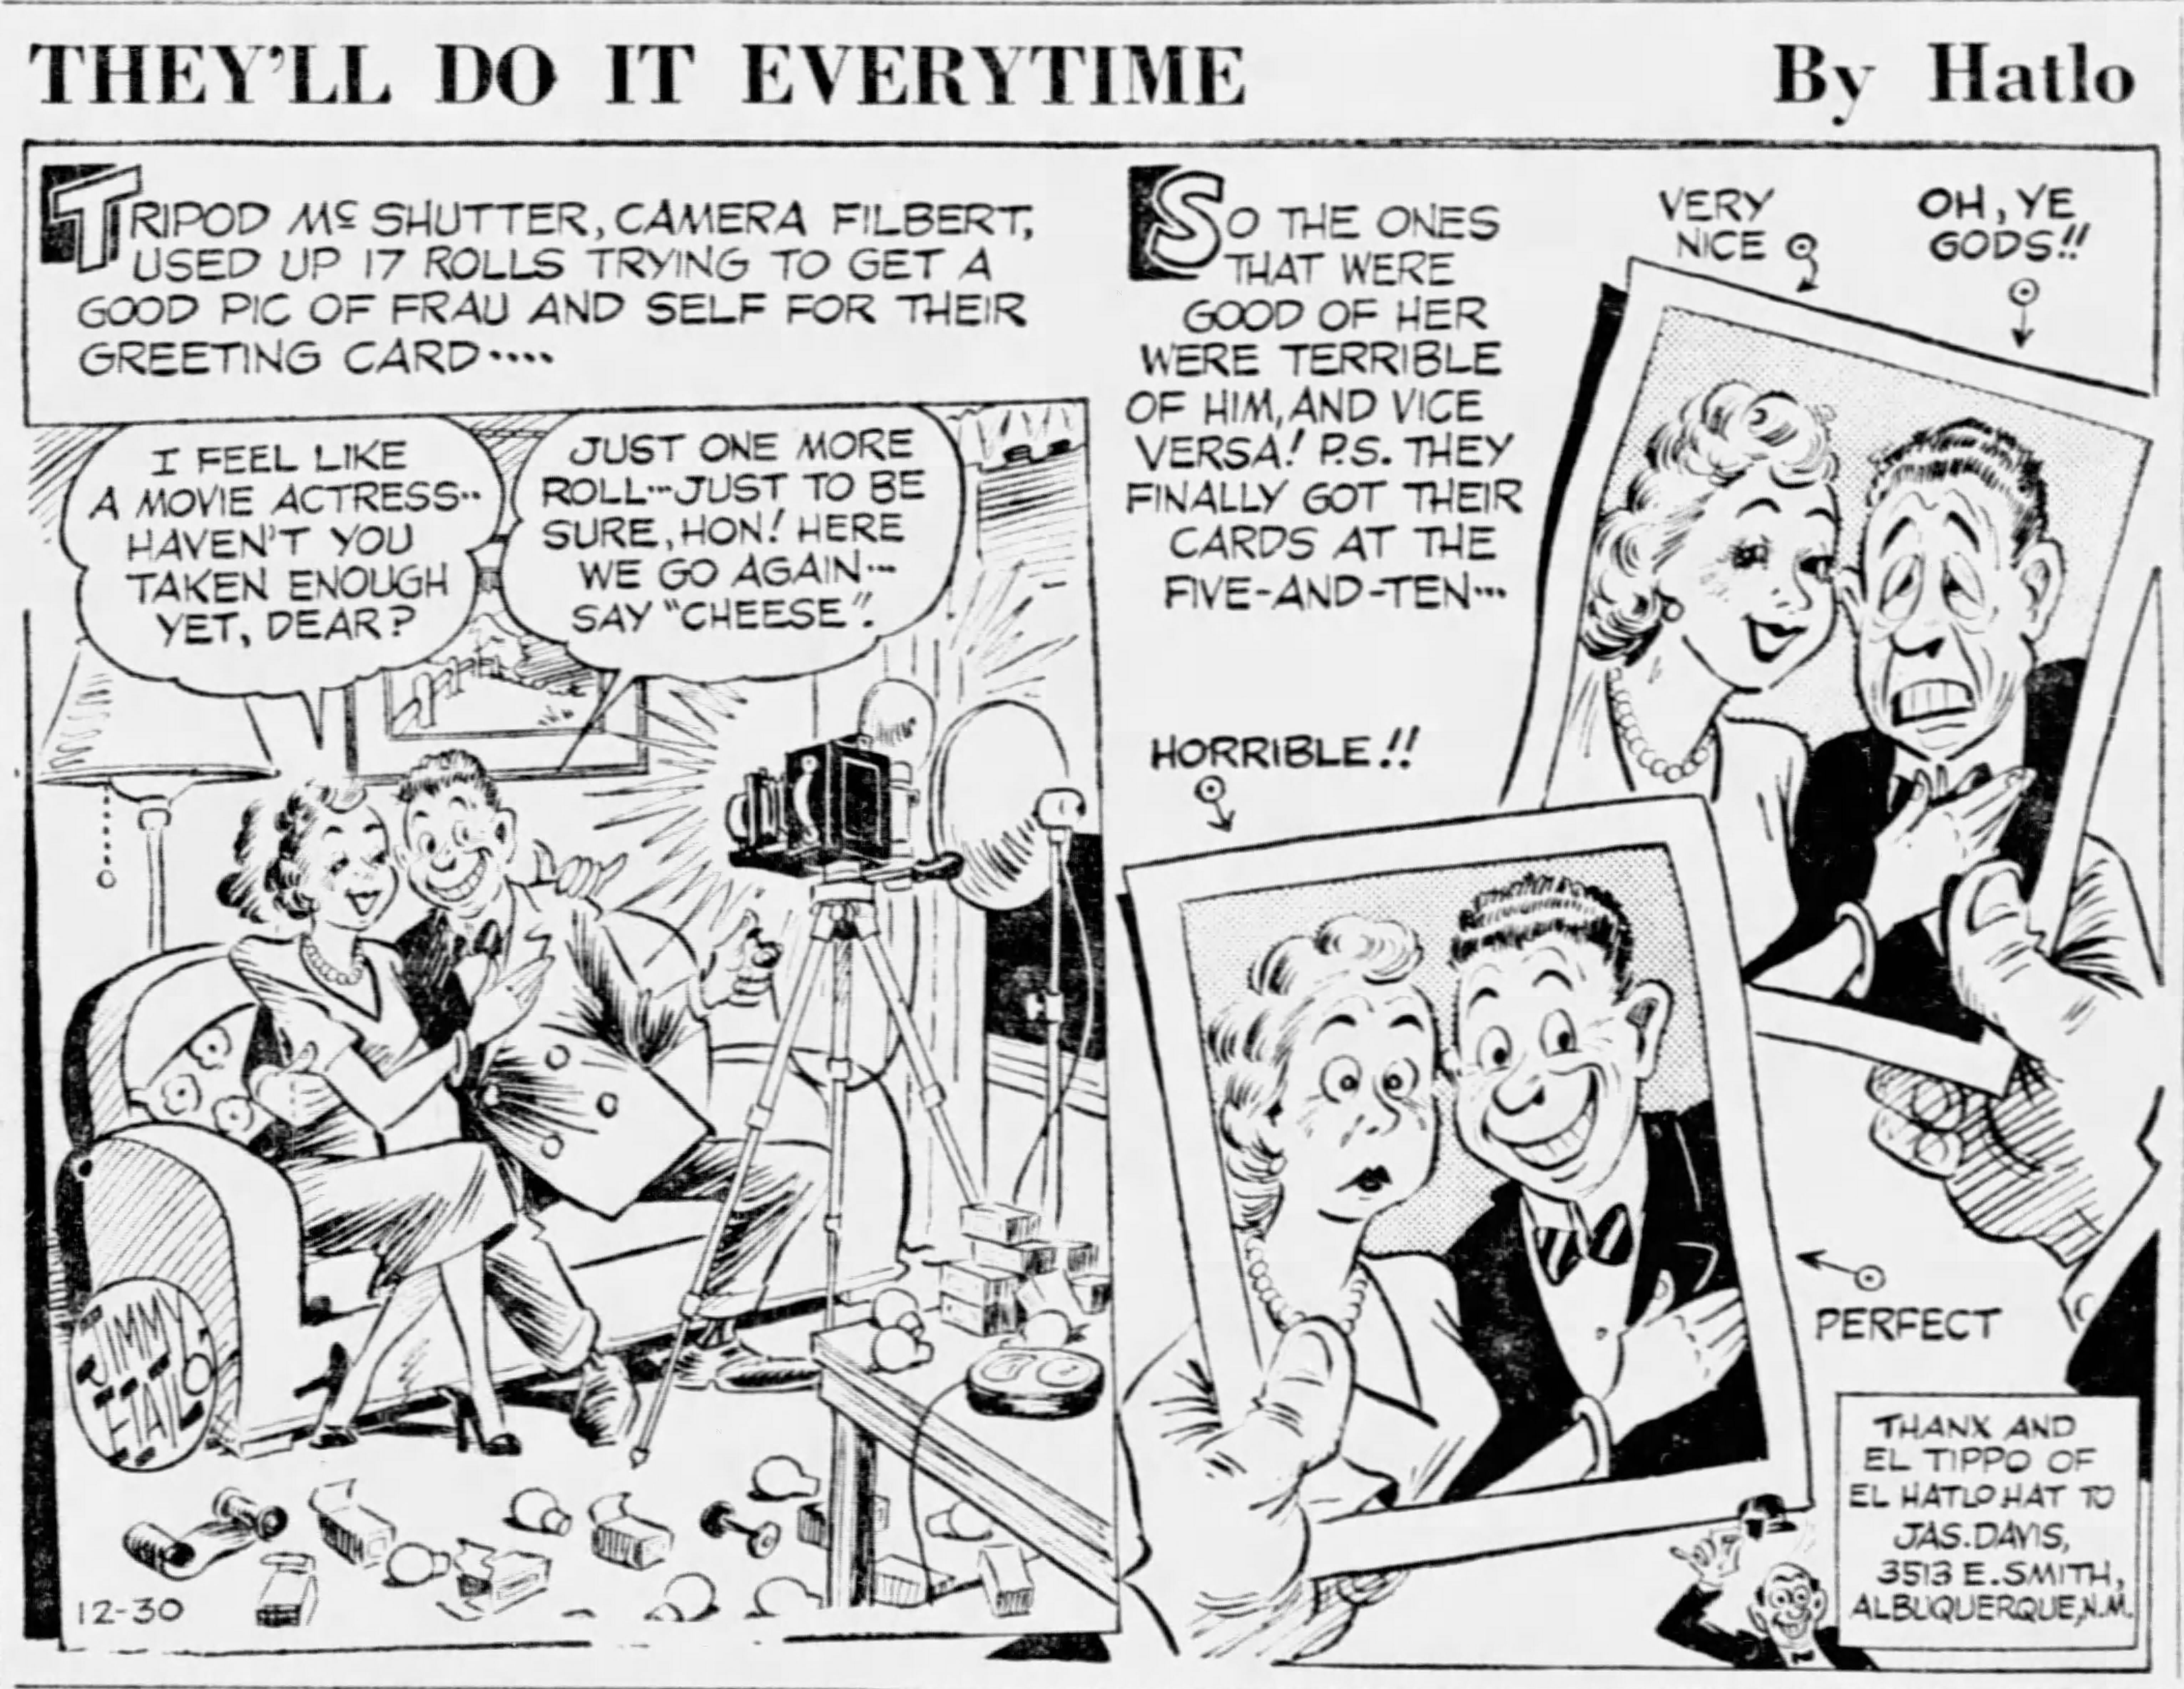 THEY'LL DO IT EVERYTIME
By Hatlo
TRIPOD Mc SHUTTER, CAMERA FILBERT,
USED UP 17 ROLLS TRYING TO GET A
GOOD PIC OF FRAU AND SELF FOR THEIR
GREETING CARD....
I FEEL LIKE
A MOVIE ACTRESS..
HAVEN'T YOU
TAKEN ENOUGH
YET, DEAR?
JUST ONE MORE
ROLL...JUST TO BE
SURE, HON! HERE
WE GO AGAIN...
SAY "CHEESE".
JIMMY
HATLO
12-30
SO THE ONES
THAT WERE
GOOD OF HER
WERE TERRIBLE
OF HIM, AND VICE
VERSA! P.S. THEY
FINALLY GOT THEIR
CARDS AT THE
FIVE-AND-TEN...
VERY
NICE
OH, YE
GODS!!
HORRIBLE!!
PERFECT
THANX AND
EL TIPPO OF
EL HATLO HAT TO
JAS. DAVIS,
3513 E. SMITH,
ALBUQUERQUE, N.M.